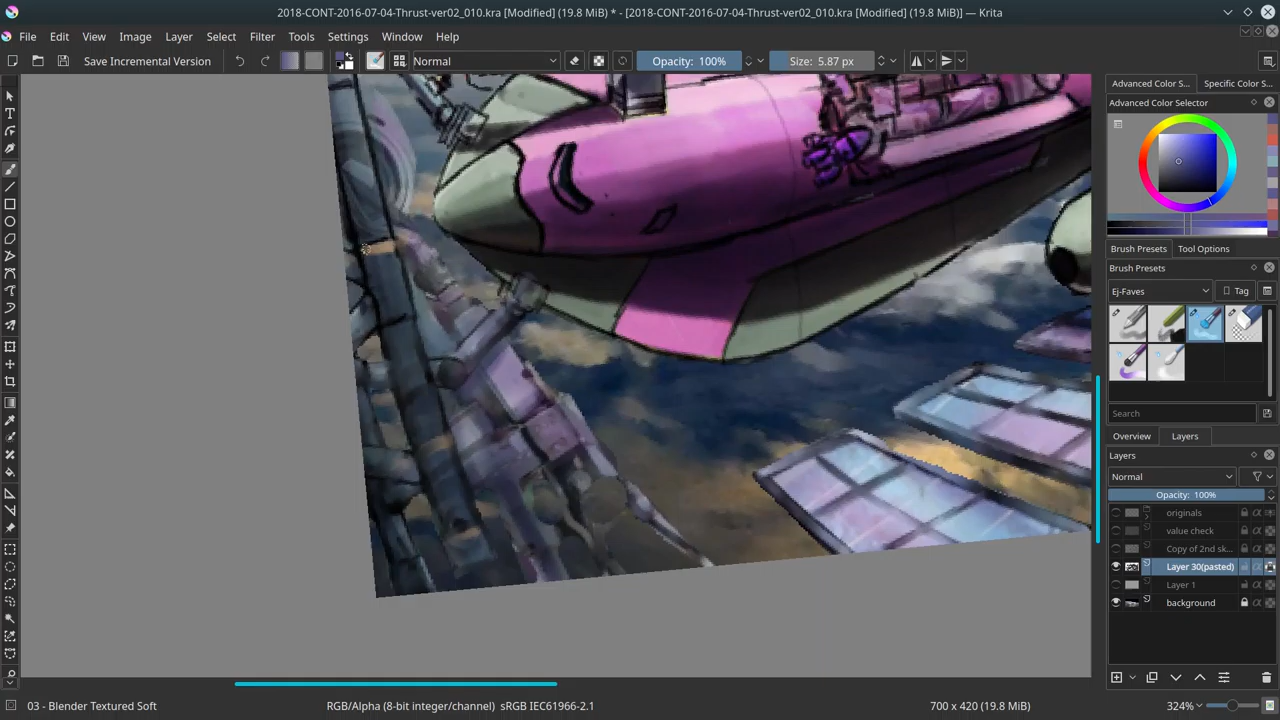 2018-CONT-2016-07-04-Thrust-ver02_010.kra [Modified] (19.8 MiB) * - [2018-CONT-2016-07-04-Thrust-ver02_010.kra [Modified] (19.8 MiB)] — Krita
File Edit View Image Layer Select Filter Tools Settings Window Help
Save Incremental Version Normal Opacity: 100% Size: 5.87 px
Advanced Color S... Specific Color S...
Advanced Color Selector
Brush Presets Tool Options
Brush Presets
Ej-Faves Tag
Search
Overview Layers
Layers
Normal
Opacity: 100%
originals
value check
Copy of 2nd sk...
Layer 30(pasted)
Layer 1
background
03 - Blender Textured Soft RGB/Alpha (8-bit integer/channel) sRGB IEC61966-2.1 700 x 420 (19.8 MiB) 324%